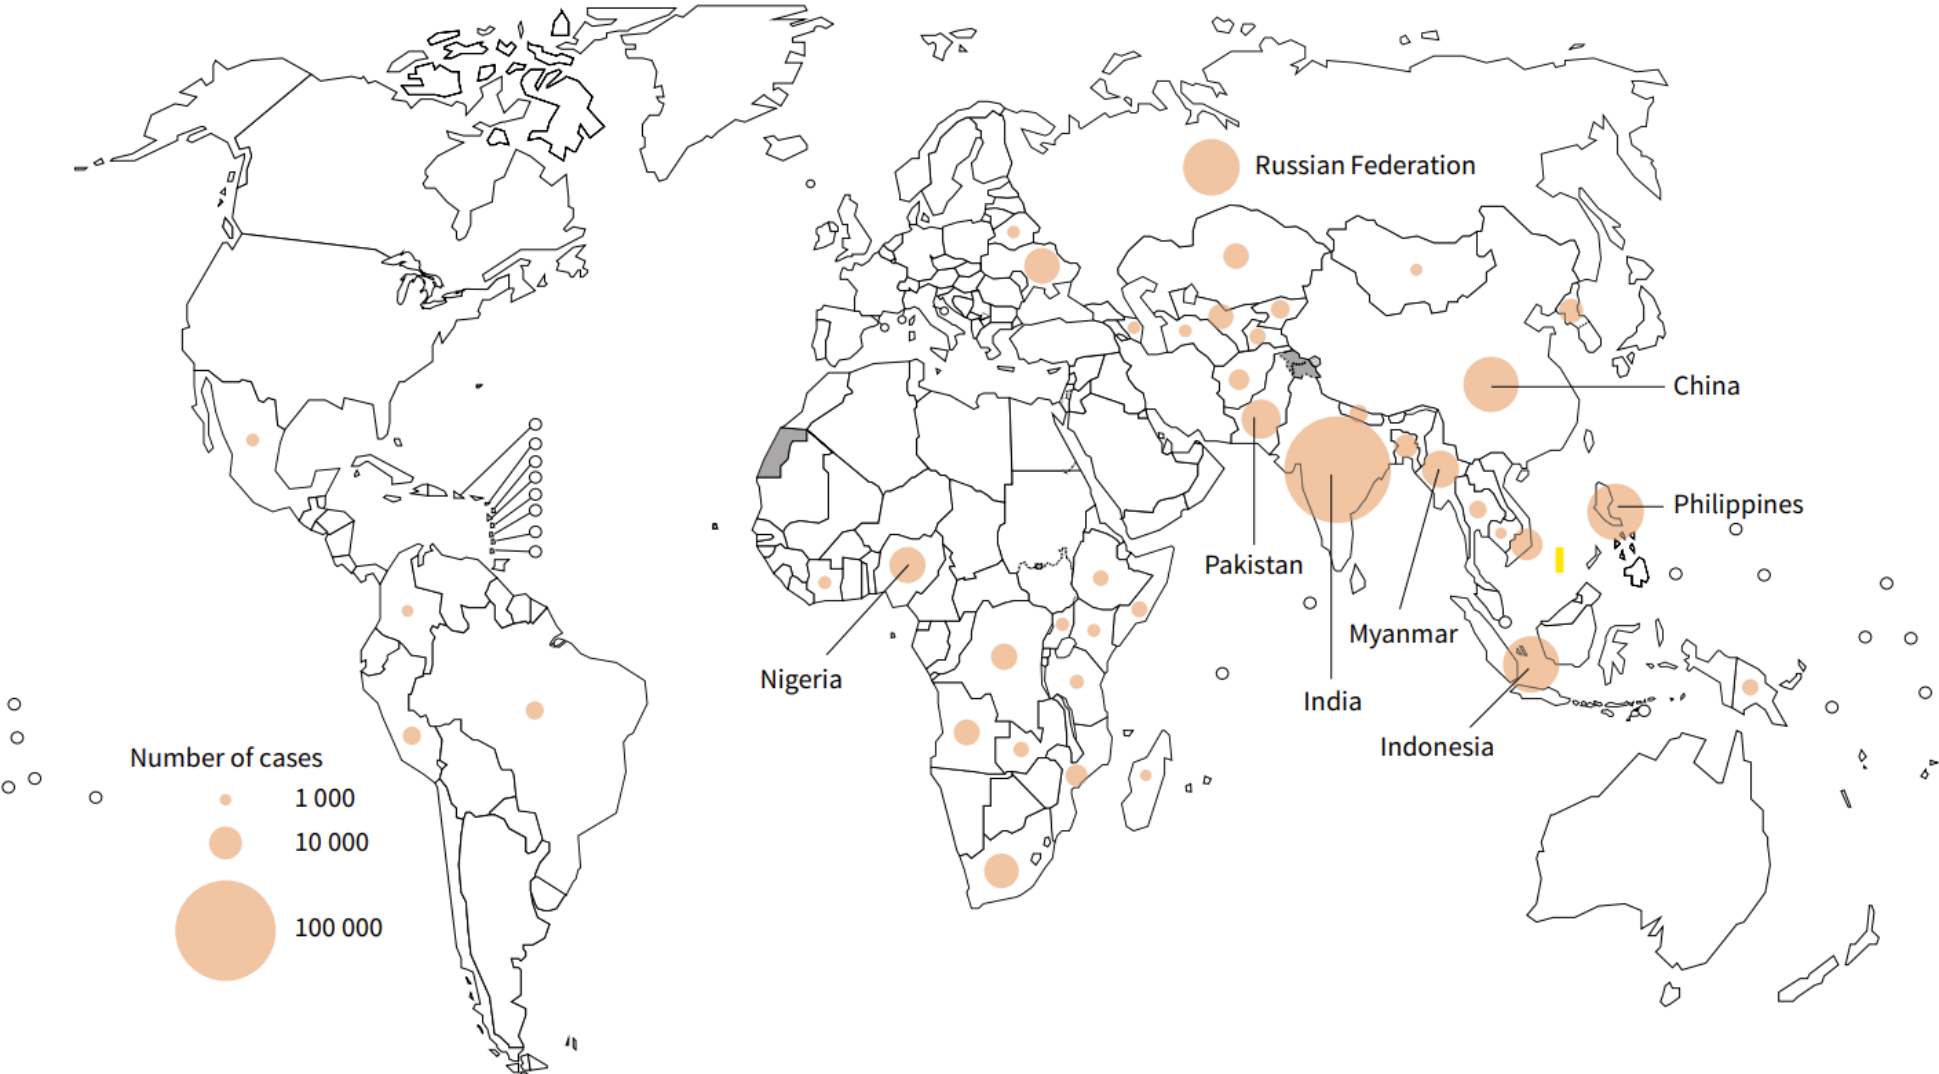 Russian Federation
China
Philippines
Pakistan
Myanmar
Nigeria
India
Indonesia
Number of cases
1 000
10 000
100 000